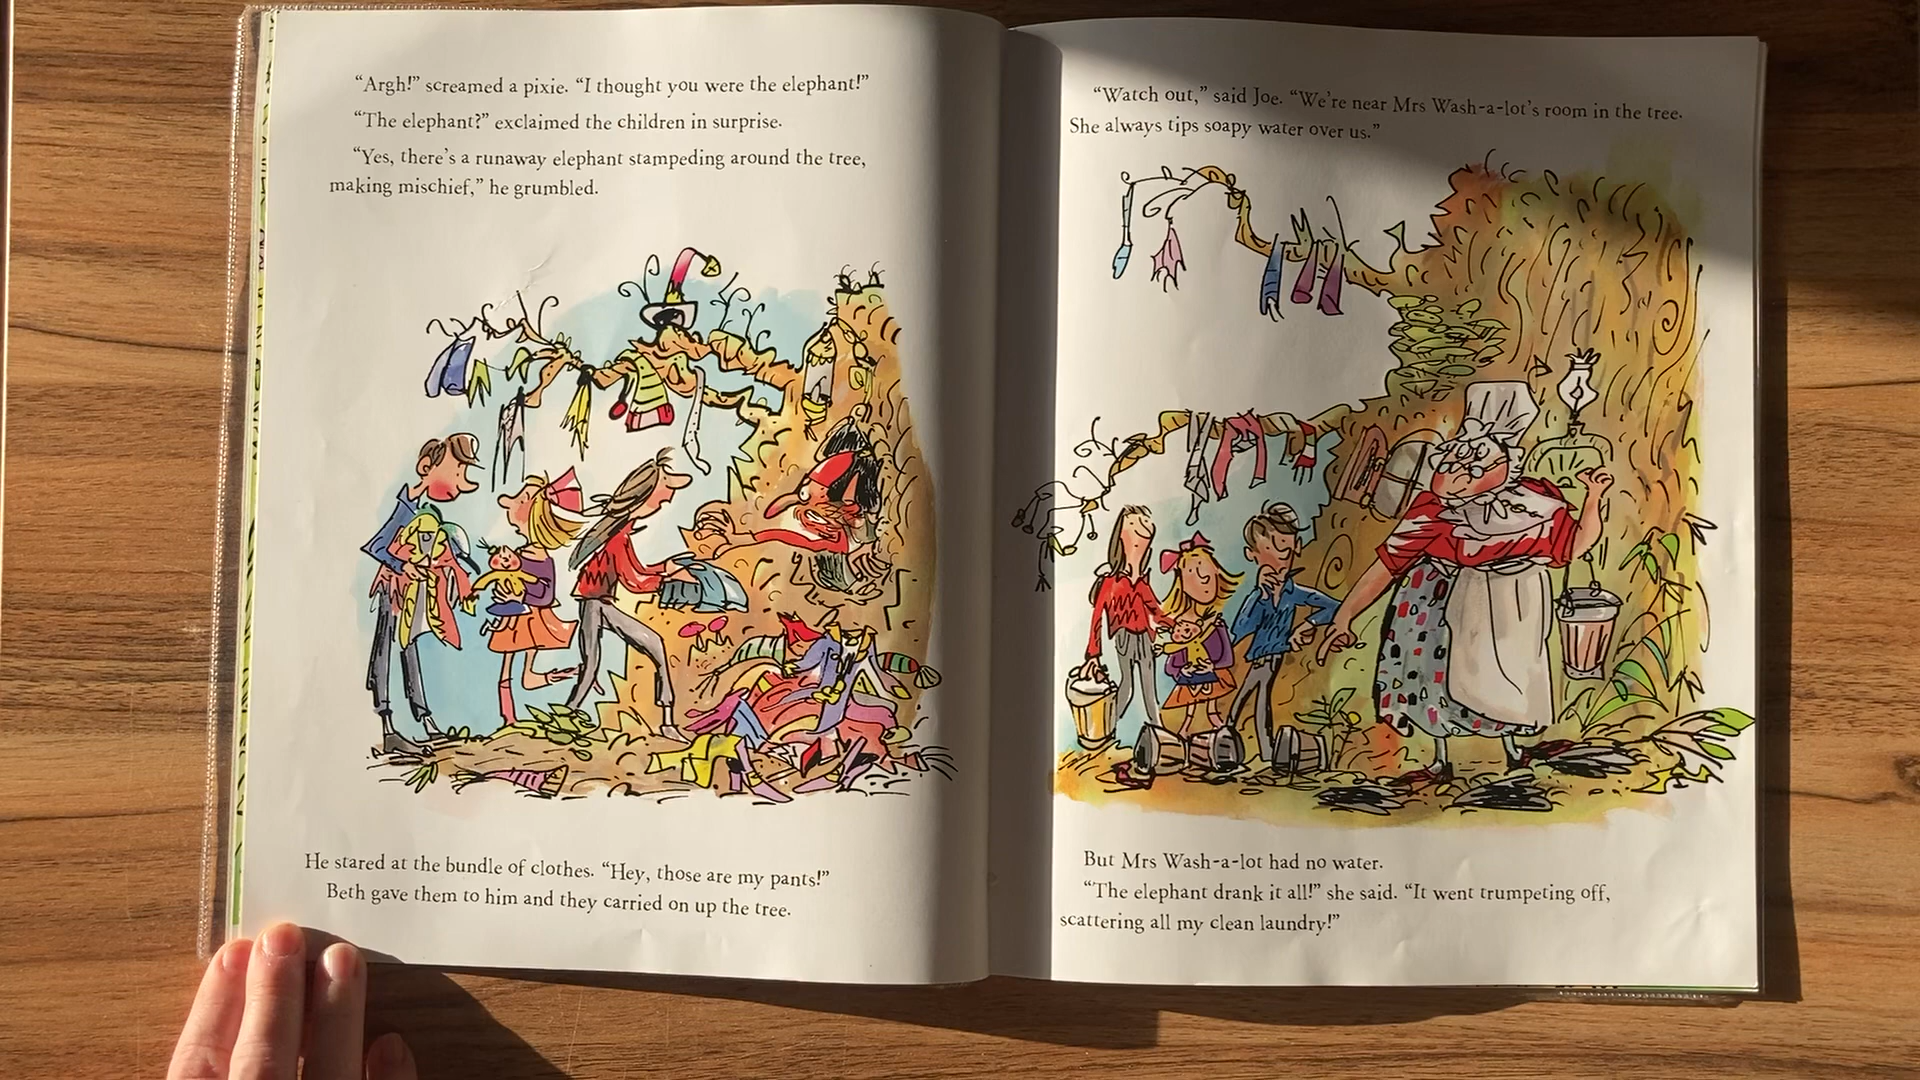 “Argh!” screamed a pixie. “I thought you were the elephant!”
“The elephant?” exclaimed the children in surprise.
“Yes, there’s a runaway elephant stampeding around the tree,
making mischief,” he grumbled.
He stared at the bundle of clothes. “Hey, those are my pants!”
Beth gave them to him and they carried on up the tree.
“Watch out,” said Joe. “We’re near Mrs Wash-a-lot’s room in the tree.
She always tips soapy water over us.”
But Mrs Wash-a-lot had no water.
“The elephant drank it all!” she said. “It went trumpeting off,
scattering all my clean laundry!”